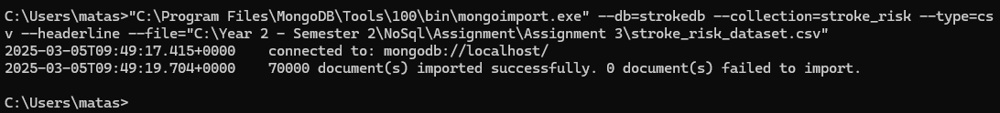 C:\Users\matas>"C:\Program Files\MongoDB\Tools\100\bin\mongoimport.exe" --db=strokedb --collection=stroke_risk --type=cs
v --headerline --file="C:\Year 2 - Semester 2\NoSql\Assignment\Assignment 3\stroke_risk_dataset.csv"
2025-03-05T09:49:17.415+0000    connected to: mongodb://localhost/
2025-03-05T09:49:19.704+0000    70000 document(s) imported successfully. 0 document(s) failed to import.
C:\Users\matas>